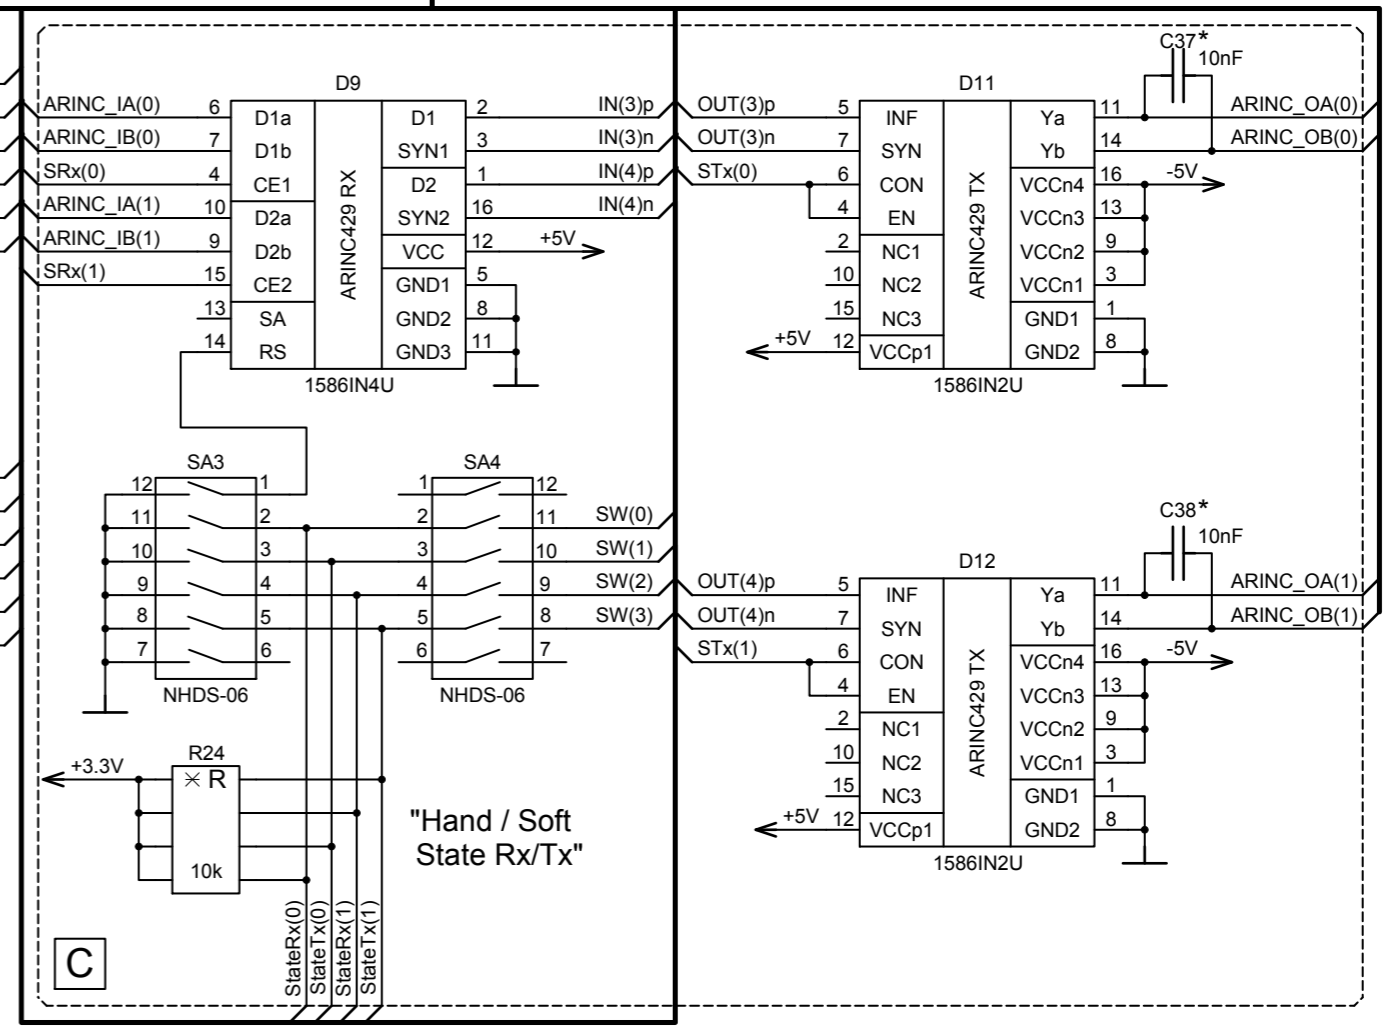 D9
ARINC_IA(0) 6 D1a D1 2 IN(3)p
ARINC_IB(0) 7 D1b SYN1 3 IN(3)n
SRx(0) 4 CE1 D2 1 IN(4)p
ARINC_IA(1) 10 D2a SYN2 16 IN(4)n
ARINC_IB(1) 9 D2b VCC 12 +5V
SRx(1) 15 CE2 GND1 5
13 SA GND2 8
14 RS GND3 11
ARINC429 RX
1586IN4U
C37*
10nF
D11
OUT(3)p 5 INF Ya 11 ARINC_OA(0)
OUT(3)n 7 SYN Yb 14 ARINC_OB(0)
STx(0) 6 CON VCCn4 16 -5V
4 EN VCCn3 13
2 NC1 VCCn2 9
10 NC2 VCCn1 3
15 NC3 GND1 1
+5V 12 VCCp1 GND2 8
ARINC429 TX
1586IN2U
SA3
12 1
11 2
10 3
9 4
8 5
7 6
NHDS-06
SA4
1 12
2 11 SW(0)
3 10 SW(1)
4 9 SW(2)
5 8 SW(3)
6 7
NHDS-06
C38*
10nF
D12
OUT(4)p 5 INF Ya 11 ARINC_OA(1)
OUT(4)n 7 SYN Yb 14 ARINC_OB(1)
STx(1) 6 CON VCCn4 16 -5V
4 EN VCCn3 13
2 NC1 VCCn2 9
10 NC2 VCCn1 3
15 NC3 GND1 1
+5V 12 VCCp1 GND2 8
ARINC429 TX
1586IN2U
+3.3V
R24
R
10k
"Hand / Soft
State Rx/Tx"
StateRx(0)
StateTx(0)
StateRx(1)
StateTx(1)
C